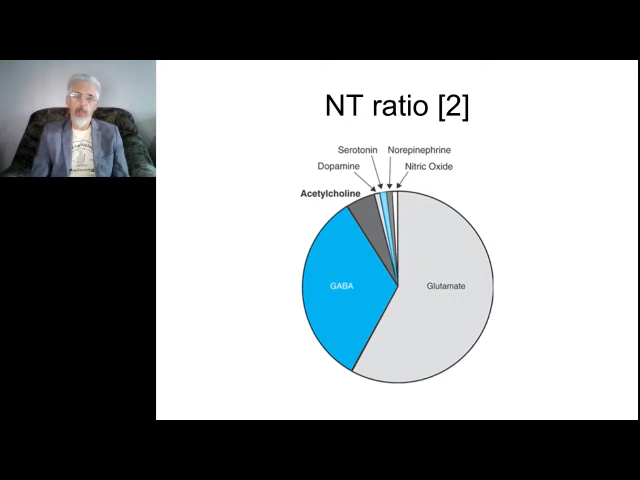 NT ratio [2]
Serotonin
Norepinephrine
Dopamine
Nitric Oxide
Acetylcholine
GABA
Glutamate